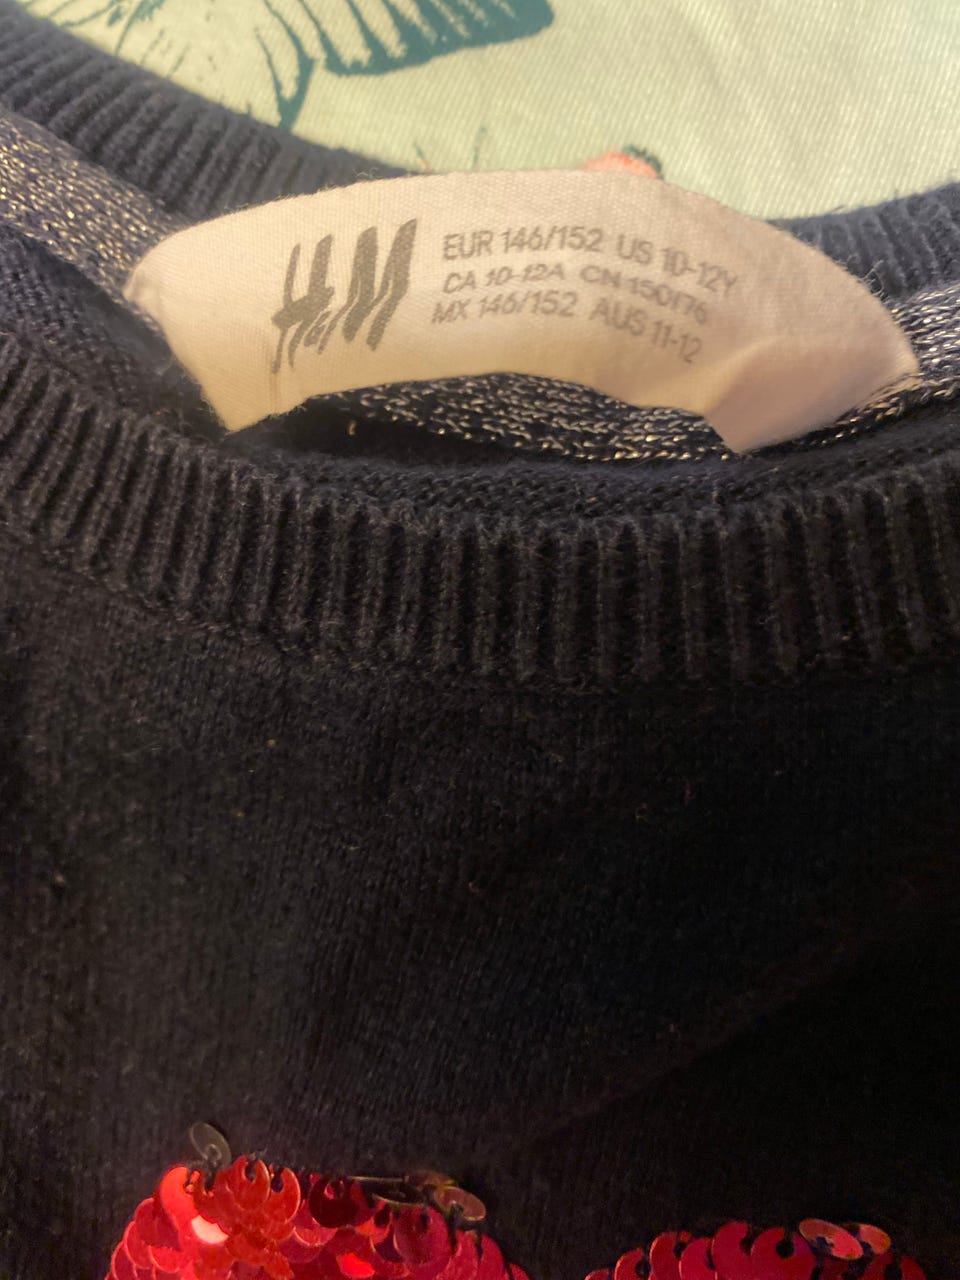 H&M
EUR 146/152 US 10-12Y
CA 10-12A CN 150/76
MX 146/152 AUS 11-12